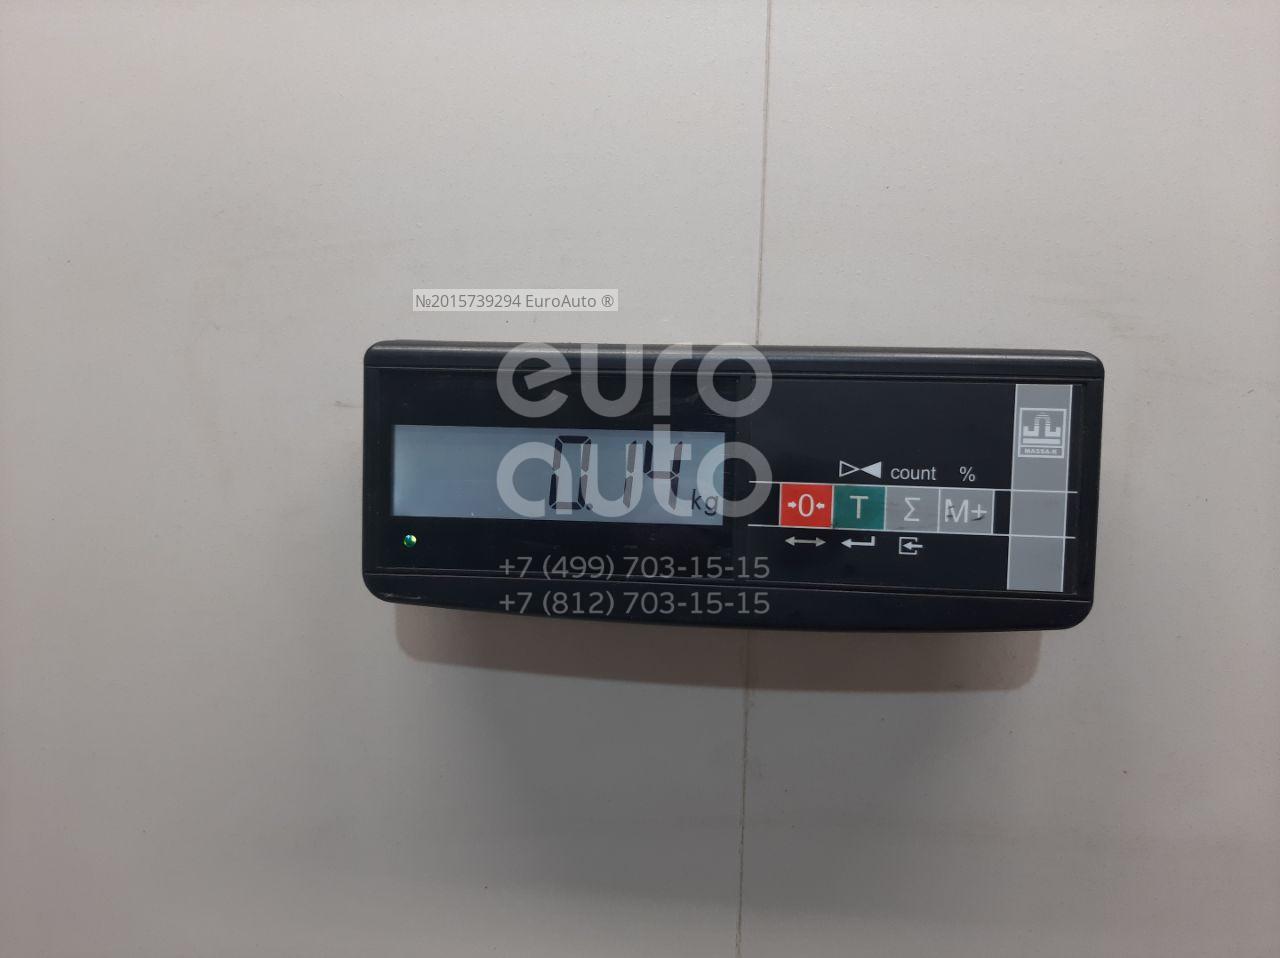 №2015739294 EuroAuto ®
euro
auto
0.14 kg
count %
→0← T Σ M+
MASSA-K
+7 (499) 703-15-15
+7 (812) 703-15-15